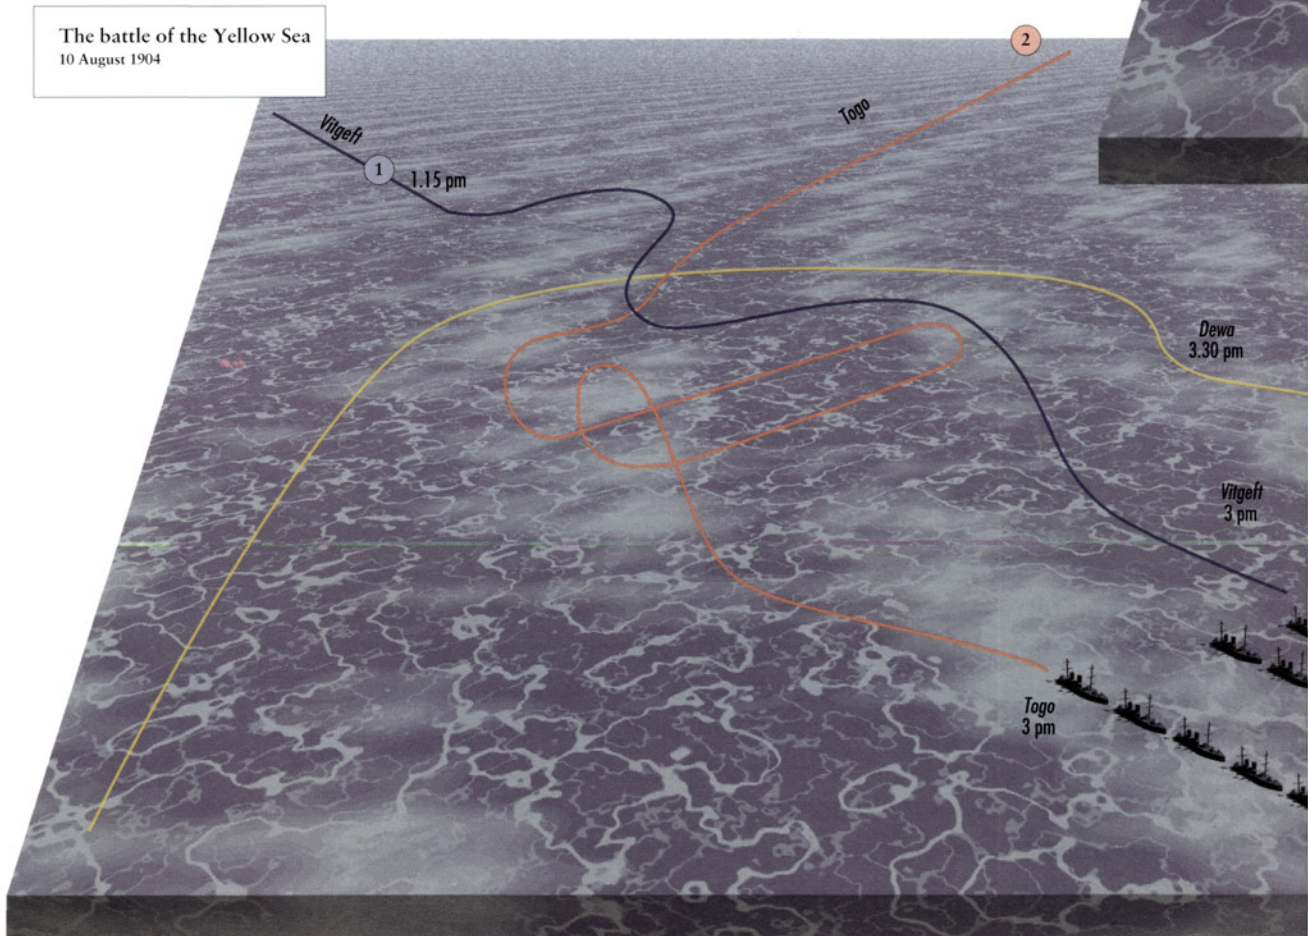 The battle of the Yellow Sea
10 August 1904
2
Togo
Vitgeft
1
1.15 pm
Dewa
3.30 pm
Vitgeft
3 pm
Togo
3 pm